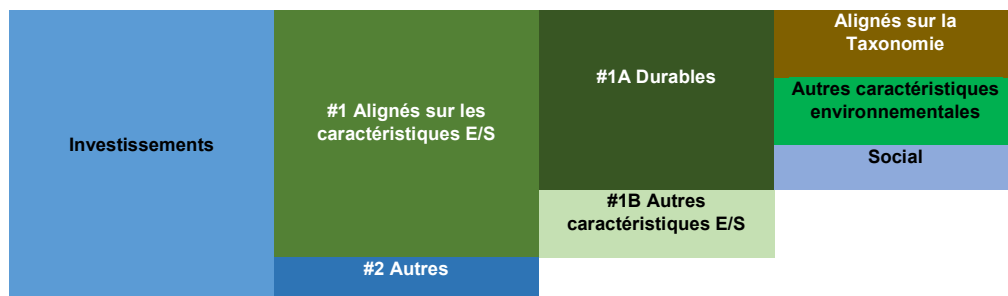 Investissements
#1 Alignés sur les
caractéristiques E/S
#2 Autres
#1A Durables
#1B Autres
caractéristiques E/S
Alignés sur la
Taxonomie
Autres caractéristiques
environnementales
Social